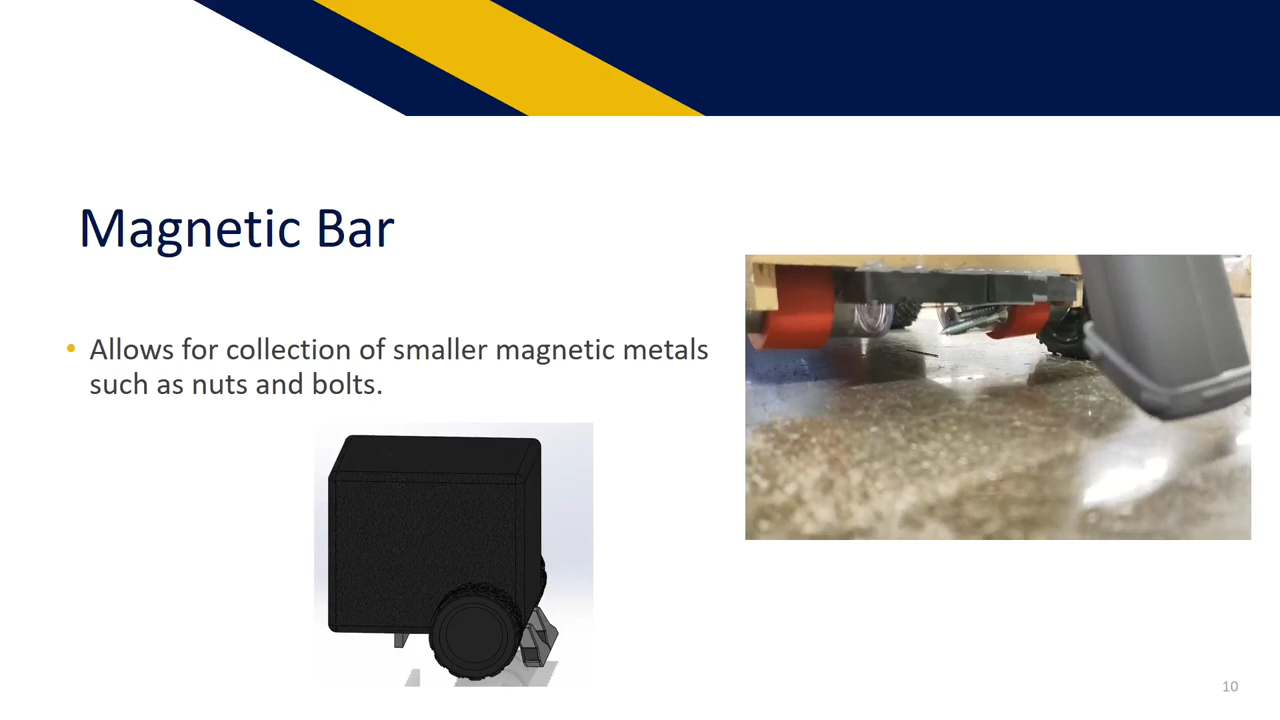 Magnetic Bar
• Allows for collection of smaller magnetic metals
such as nuts and bolts.
10